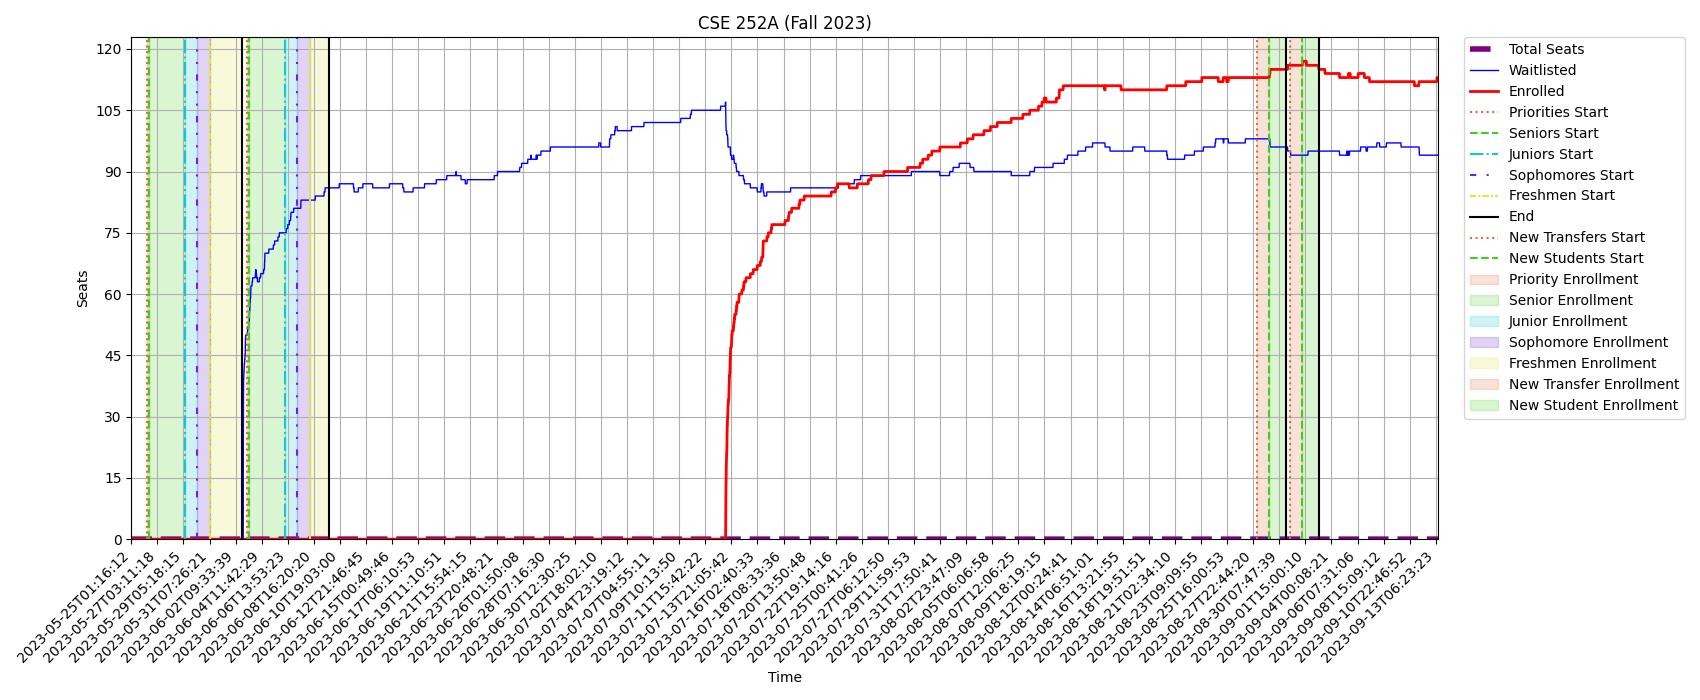 CSE 252A (Fall 2023)
Seats
120
105
90
75
60
45
30
15
0
2023-05-25T01:16:12
2023-05-27T03:11:18
2023-05-29T05:18:15
2023-05-31T07:26:21
2023-06-02T09:33:39
2023-06-04T11:42:29
2023-06-06T13:53:23
2023-06-08T16:20:20
2023-06-10T19:03:00
2023-06-12T21:46:45
2023-06-15T00:49:46
2023-06-17T06:10:53
2023-06-19T11:10:51
2023-06-21T15:54:15
2023-06-23T20:48:21
2023-06-26T01:50:08
2023-06-28T07:16:30
2023-06-30T12:30:25
2023-07-02T18:02:10
2023-07-04T23:19:12
2023-07-07T04:55:11
2023-07-09T10:13:50
2023-07-11T15:42:22
2023-07-13T21:05:42
2023-07-16T02:40:33
2023-07-18T08:33:36
2023-07-20T13:50:48
2023-07-22T19:14:16
2023-07-25T00:41:26
2023-07-27T06:12:50
2023-07-29T11:59:53
2023-07-31T17:50:41
2023-08-02T23:47:09
2023-08-05T06:06:58
2023-08-07T12:06:25
2023-08-09T18:19:15
2023-08-12T00:24:41
2023-08-14T06:51:01
2023-08-16T13:21:55
2023-08-18T19:51:51
2023-08-21T02:34:10
2023-08-23T09:09:55
2023-08-25T16:00:53
2023-08-27T22:44:20
2023-08-30T07:47:39
2023-09-01T15:00:10
2023-09-04T00:08:21
2023-09-06T07:31:06
2023-09-08T15:09:12
2023-09-10T22:46:52
2023-09-13T06:23:23
Time
Total Seats
Waitlisted
Enrolled
Priorities Start
Seniors Start
Juniors Start
Sophomores Start
Freshmen Start
End
New Transfers Start
New Students Start
Priority Enrollment
Senior Enrollment
Junior Enrollment
Sophomore Enrollment
Freshmen Enrollment
New Transfer Enrollment
New Student Enrollment